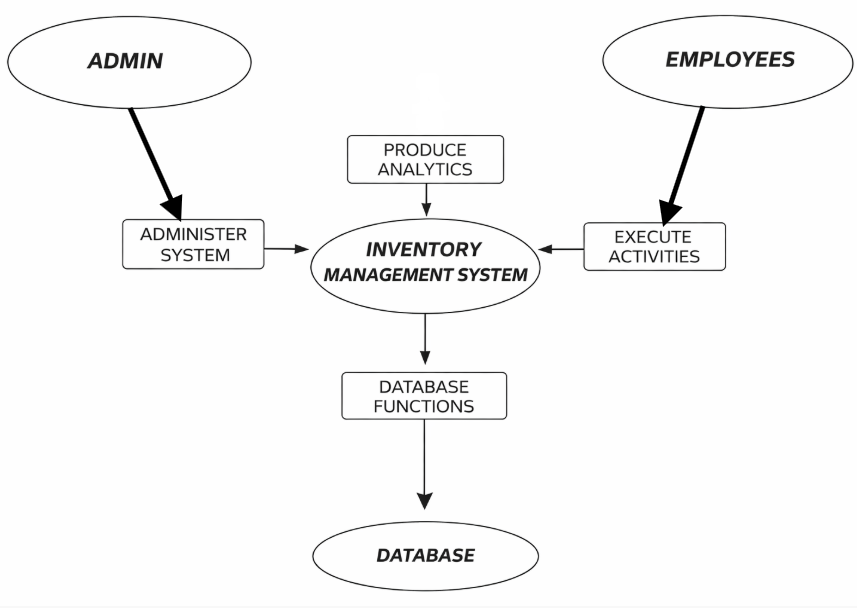 ADMIN
EMPLOYEES
PRODUCE
ANALYTICS
ADMINISTER
SYSTEM
INVENTORY
MANAGEMENT SYSTEM
EXECUTE
ACTIVITIES
DATABASE
FUNCTIONS
DATABASE